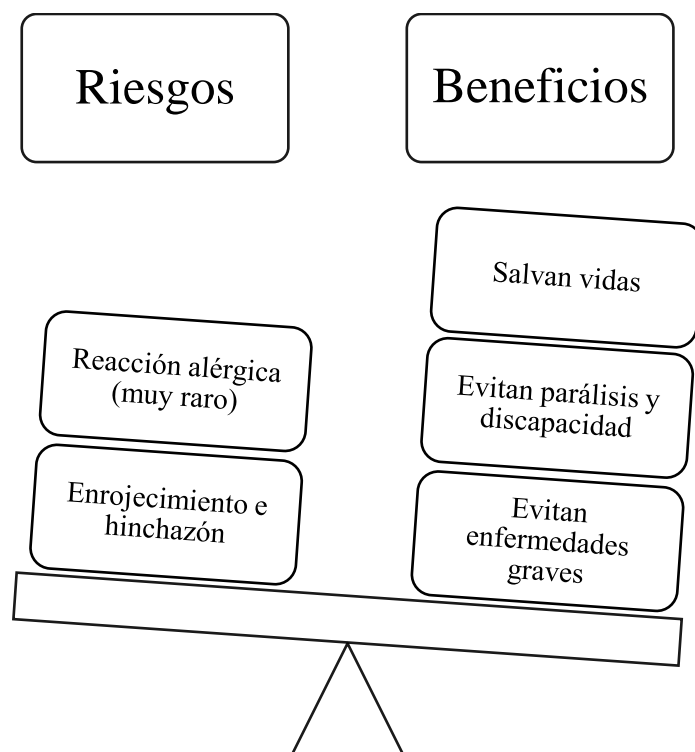 Riesgos
Beneficios
Salvan vidas
Reacción alérgica
(muy raro)
Evitan parálisis y
discapacidad
Enrojecimiento e
hinchazón
Evitan
enfermedades
graves